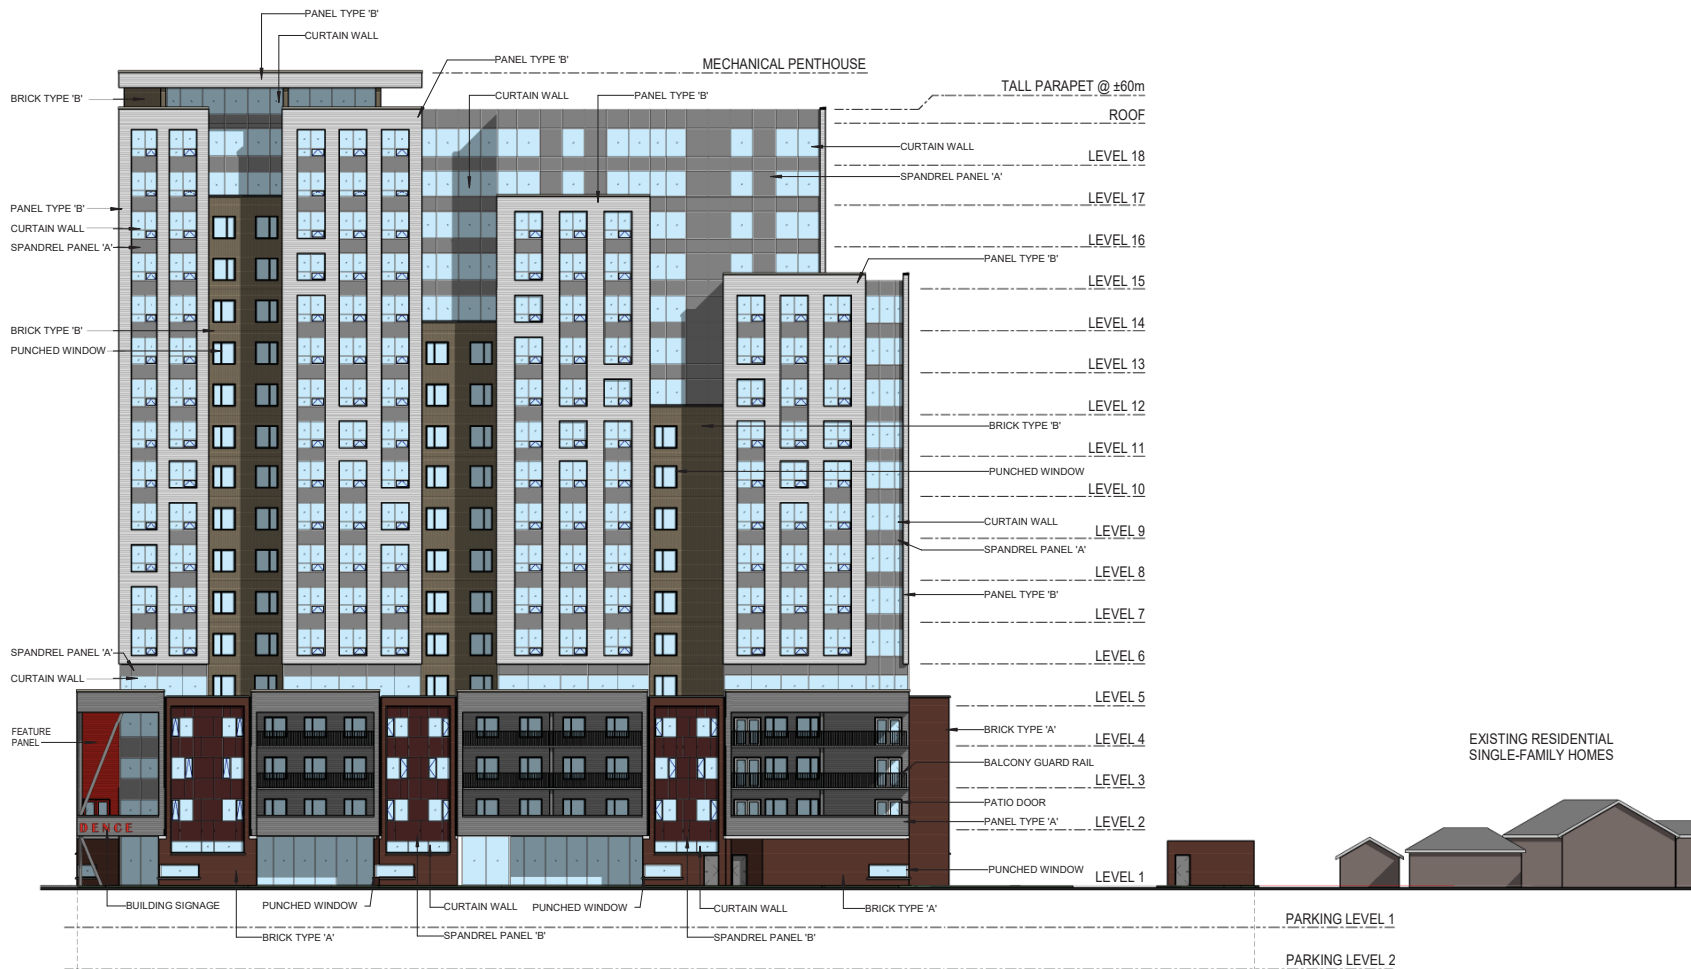 PANEL TYPE 'B'
CURTAIN WALL
PANEL TYPE 'B'
MECHANICAL PENTHOUSE
TALL PARAPET @ ±60m
BRICK TYPE 'B'
CURTAIN WALL
PANEL TYPE 'B'
ROOF
CURTAIN WALL
LEVEL 18
SPANDREL PANEL 'A'
LEVEL 17
PANEL TYPE 'B'
CURTAIN WALL
SPANDREL PANEL 'A'
LEVEL 16
PANEL TYPE 'B'
LEVEL 15
BRICK TYPE 'B'
LEVEL 14
PUNCHED WINDOW
LEVEL 13
LEVEL 12
BRICK TYPE 'B'
LEVEL 11
PUNCHED WINDOW
LEVEL 10
CURTAIN WALL
LEVEL 9
SPANDREL PANEL 'A'
LEVEL 8
PANEL TYPE 'B'
LEVEL 7
SPANDREL PANEL 'A'
LEVEL 6
CURTAIN WALL
LEVEL 5
FEATURE
PANEL
BRICK TYPE 'A'
LEVEL 4
EXISTING RESIDENTIAL
SINGLE-FAMILY HOMES
BALCONY GUARD RAIL
LEVEL 3
PATIO DOOR
PANEL TYPE 'A'
LEVEL 2
DENCE
PUNCHED WINDOW
LEVEL 1
BUILDING SIGNAGE
PUNCHED WINDOW
CURTAIN WALL
PUNCHED WINDOW
CURTAIN WALL
BRICK TYPE 'A'
PARKING LEVEL 1
BRICK TYPE 'A'
SPANDREL PANEL 'B'
SPANDREL PANEL 'B'
PARKING LEVEL 2